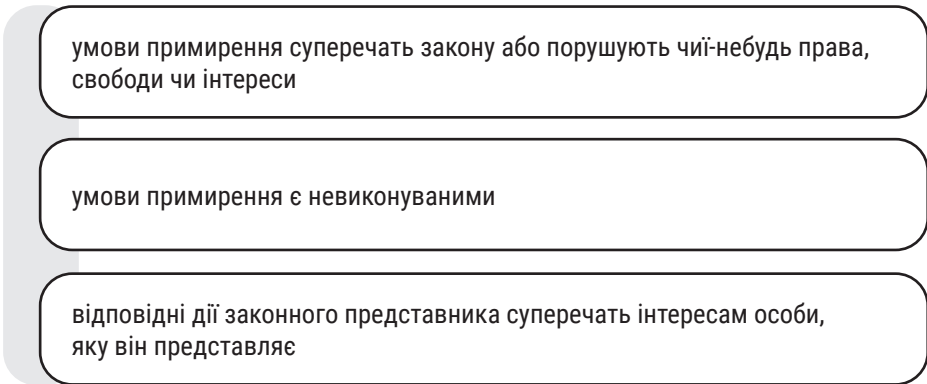 умови примирення суперечать закону або порушують чиї-небудь права,
свободи чи інтереси
умови примирення є невиконуваними
відповідні дії законного представника суперечать інтересам особи,
яку він представляє